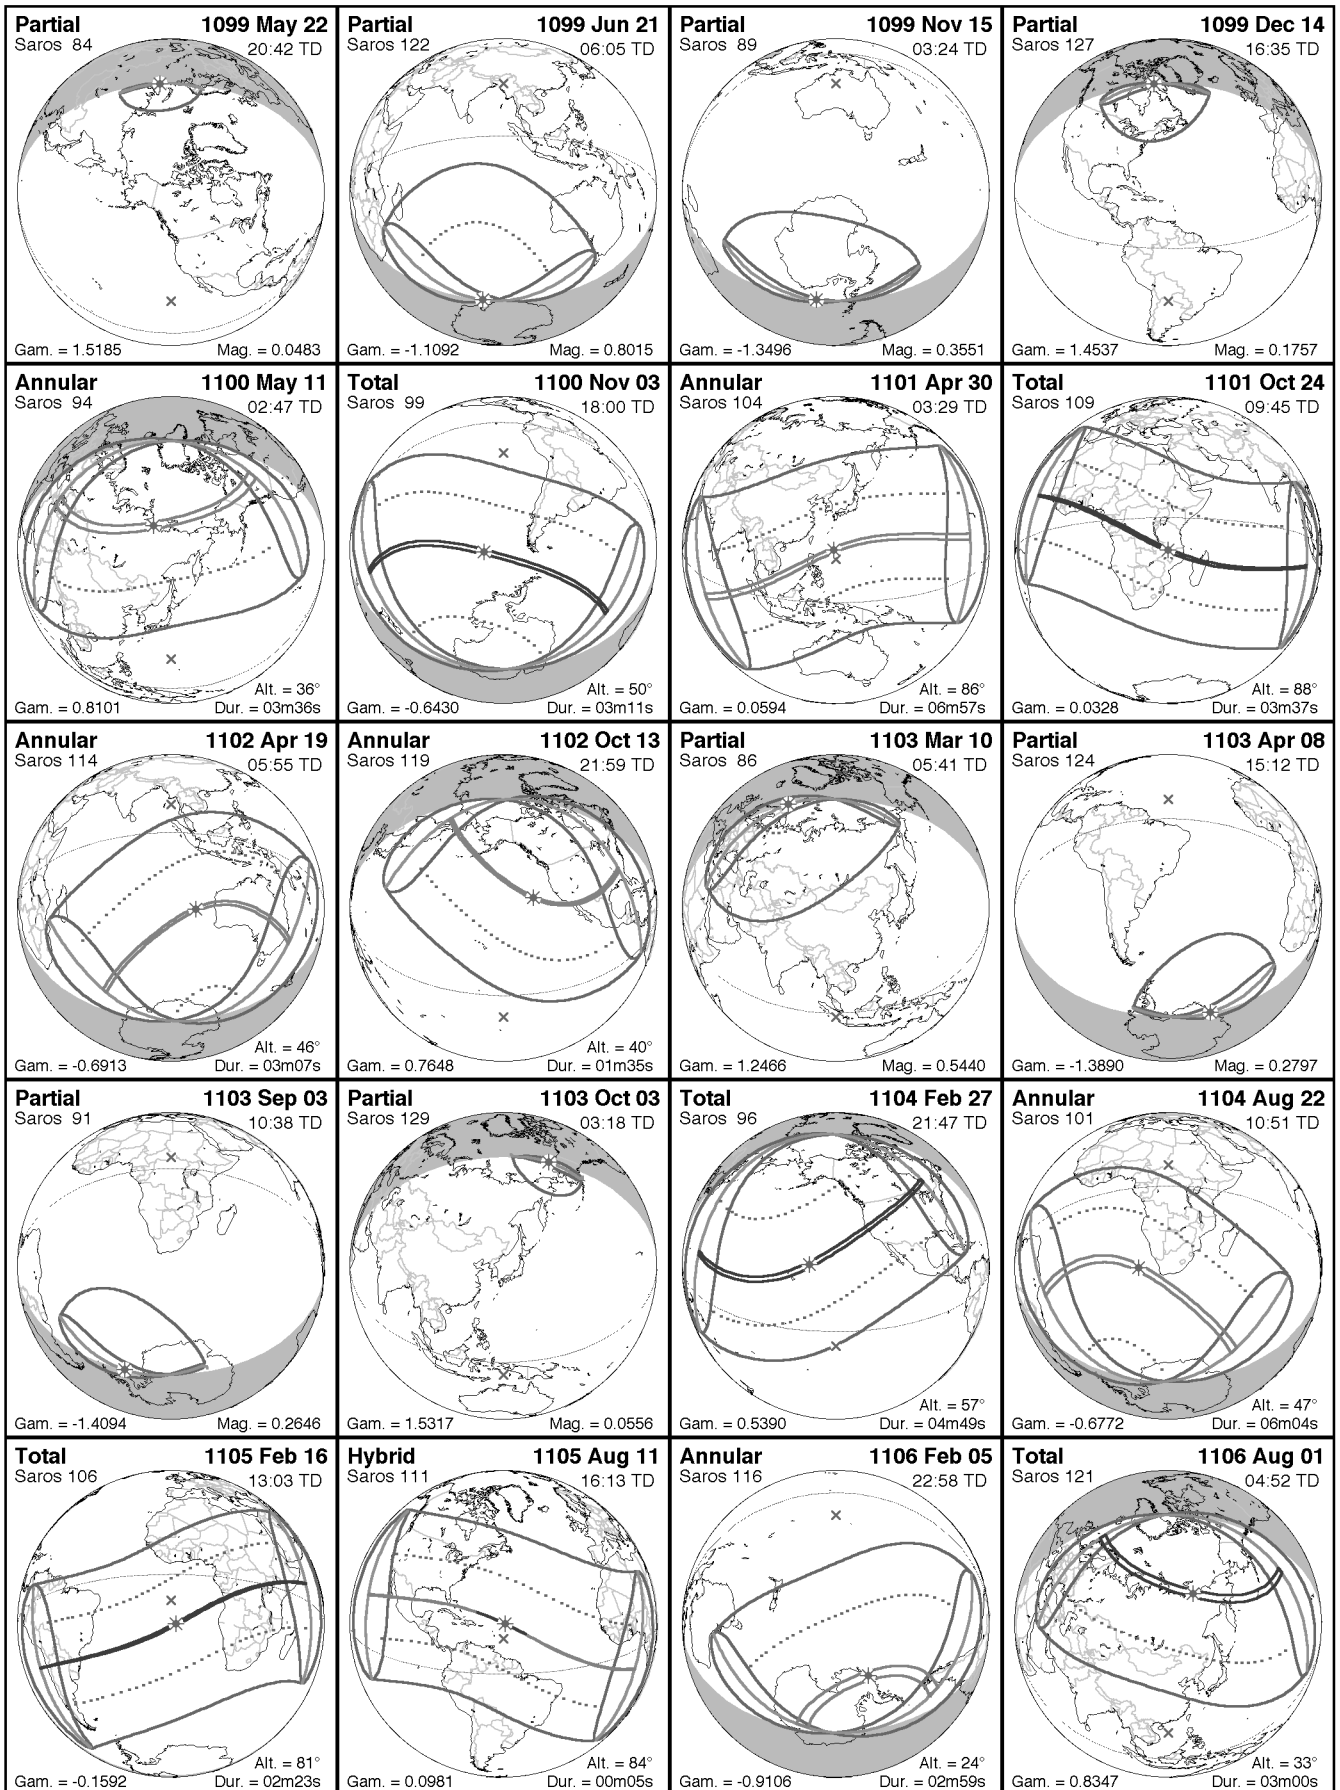 Partial 1099 May 22
Saros 84 20:42 TD
Gam. = 1.5185 Mag. = 0.0483
Partial 1099 Jun 21
Saros 122 06:05 TD
Gam. = -1.1092 Mag. = 0.8015
Partial 1099 Nov 15
Saros 89 03:24 TD
Gam. = -1.3496 Mag. = 0.3551
Partial 1099 Dec 14
Saros 127 16:35 TD
Gam. = 1.4537 Mag. = 0.1757
Annular 1100 May 11
Saros 94 02:47 TD
Alt. = 36°
Gam. = 0.8101 Dur. = 03m36s
Total 1100 Nov 03
Saros 99 18:00 TD
Alt. = 50°
Gam. = -0.6430 Dur. = 03m11s
Annular 1101 Apr 30
Saros 104 03:29 TD
Alt. = 86°
Gam. = 0.0594 Dur. = 06m57s
Total 1101 Oct 24
Saros 109 09:45 TD
Alt. = 88°
Gam. = 0.0328 Dur. = 03m37s
Annular 1102 Apr 19
Saros 114 05:55 TD
Alt. = 46°
Gam. = -0.6913 Dur. = 03m07s
Annular 1102 Oct 13
Saros 119 21:59 TD
Alt. = 40°
Gam. = 0.7648 Dur. = 01m35s
Partial 1103 Mar 10
Saros 86 05:41 TD
Gam. = 1.2466 Mag. = 0.5440
Partial 1103 Apr 08
Saros 124 15:12 TD
Gam. = -1.3890 Mag. = 0.2797
Partial 1103 Sep 03
Saros 91 10:38 TD
Gam. = -1.4094 Mag. = 0.2646
Partial 1103 Oct 03
Saros 129 03:18 TD
Gam. = 1.5317 Mag. = 0.0556
Total 1104 Feb 27
Saros 96 21:47 TD
Alt. = 57°
Gam. = 0.5390 Dur. = 04m49s
Annular 1104 Aug 22
Saros 101 10:51 TD
Alt. = 47°
Gam. = -0.6772 Dur. = 06m04s
Total 1105 Feb 16
Saros 106 13:03 TD
Alt. = 81°
Gam. = -0.1592 Dur. = 02m23s
Hybrid 1105 Aug 11
Saros 111 16:13 TD
Alt. = 84°
Gam. = 0.0981 Dur. = 00m05s
Annular 1106 Feb 05
Saros 116 22:58 TD
Alt. = 24°
Gam. = -0.9106 Dur. = 02m59s
Total 1106 Aug 01
Saros 121 04:52 TD
Alt. = 33°
Gam. = 0.8347 Dur. = 03m00s